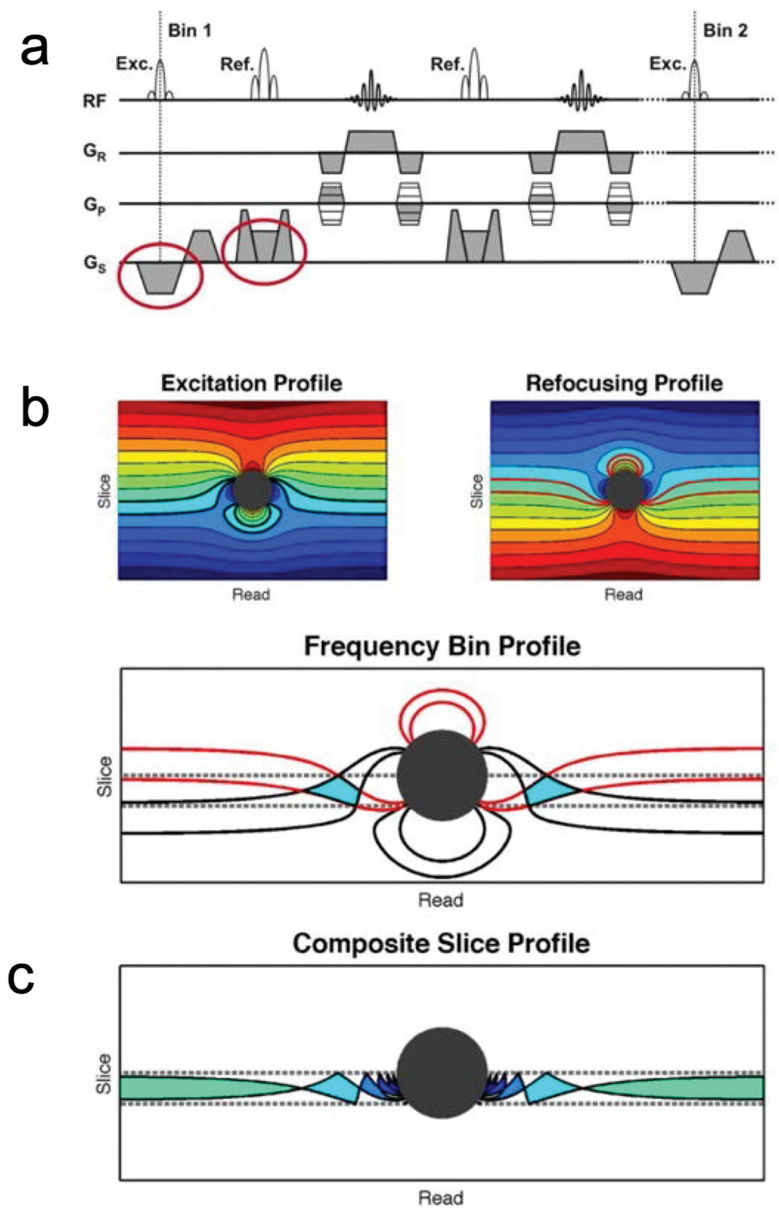 a
Bin 1
Bin 2
Exc.
Ref.
Ref.
Exc.
RF
GR
GP
GS
b
Excitation Profile
Refocusing Profile
Slice
Slice
Read
Read
Frequency Bin Profile
Slice
Read
c
Composite Slice Profile
Slice
Read